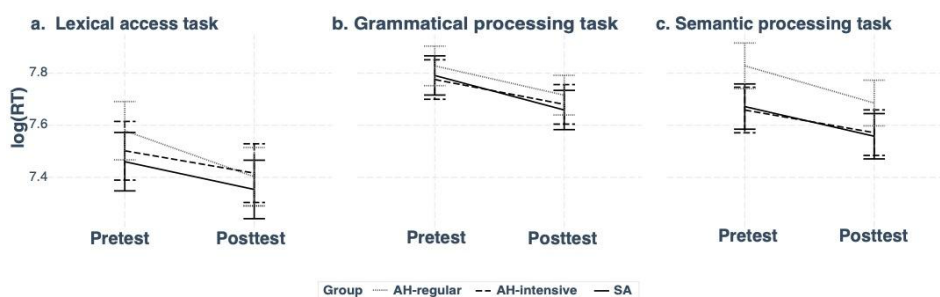 a. Lexical access task
b. Grammatical processing task
c. Semantic processing task
log(RT)
7.8
7.6
7.4
Pretest
Posttest
Pretest
Posttest
Pretest
Posttest
Group AH-regular AH-intensive SA